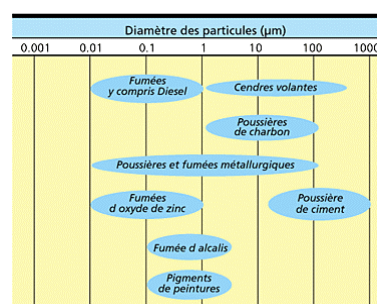 Diamètre des particules (µm)
0.001 0.01 0.1 1 10 100 1000
Fumées
y compris Diesel
Cendres volantes
Poussières
de charbon
Poussières et fumées métallurgiques
Fumées
d oxyde de zinc
Poussière
de ciment
Fumée d alcalis
Pigments
de peintures